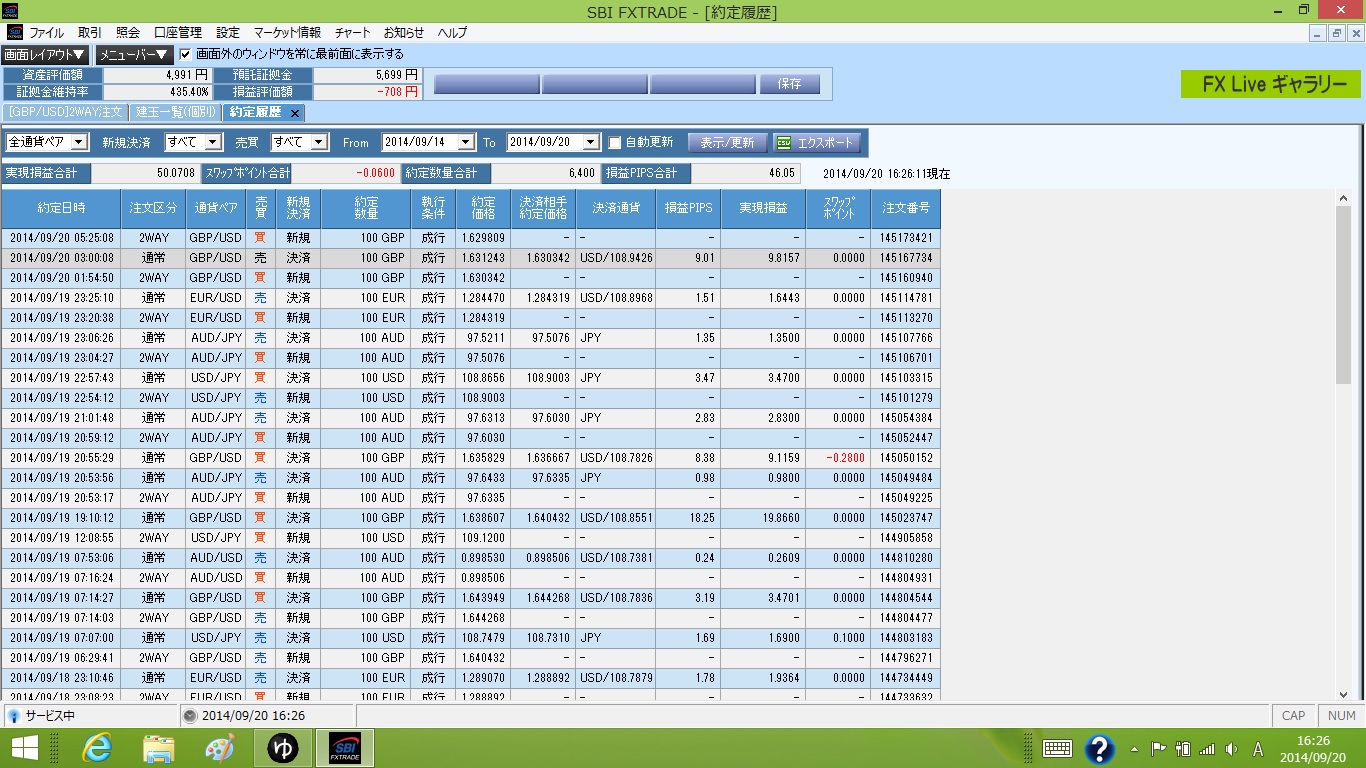 SBI FXTRADE - [約定履歴]
ファイル 取引 照会 口座管理 設定 マーケット情報 チャート お知らせ ヘルプ
画面レイアウト▼ メニューバー▼ 画面外のウィンドウを常に最前面に表示する
資産評価額 4,991 円 預託証拠金 5,699 円
証拠金維持率 435.40% 損益評価額 -708 円 保存 FX Live ギャラリー
[GBP/USD]2WAY注文 建玉一覧(個別) 約定履歴 ×
全通貨ペア 新規決済 すべて 売買 すべて From 2014/09/14 To 2014/09/20 自動更新 表示/更新 CSV エクスポート
実現損益合計 50.0708 スワップポイント合計 -0.0600 約定数量合計 6,400 損益PIPS合計 46.05 2014/09/20 16:26:11現在
約定日時 注文区分 通貨ペア 売買 新規決済 約定数量 執行条件 約定価格 決済相手約定価格 決済通貨 損益PIPS 実現損益 スワップポイント 注文番号
2014/09/20 05:25:08 2WAY GBP/USD 買 新規 100 GBP 成行 1.629809 - - - - - 145173421
2014/09/20 03:00:08 通常 GBP/USD 売 決済 100 GBP 成行 1.631243 1.630342 USD/108.9426 9.01 9.8157 0.0000 145167734
2014/09/20 01:54:50 2WAY GBP/USD 買 新規 100 GBP 成行 1.630342 - - - - - 145160940
2014/09/19 23:25:10 通常 EUR/USD 売 決済 100 EUR 成行 1.284470 1.284319 USD/108.8968 1.51 1.6443 0.0000 145114781
2014/09/19 23:20:38 2WAY EUR/USD 買 新規 100 EUR 成行 1.284319 - - - - - 145113270
2014/09/19 23:06:26 通常 AUD/JPY 売 決済 100 AUD 成行 97.5211 97.5076 JPY 1.35 1.3500 0.0000 145107766
2014/09/19 23:04:27 2WAY AUD/JPY 買 新規 100 AUD 成行 97.5076 - - - - - 145106701
2014/09/19 22:57:43 通常 USD/JPY 買 決済 100 USD 成行 108.8656 108.9003 JPY 3.47 3.4700 0.0000 145103315
2014/09/19 22:54:12 2WAY USD/JPY 売 新規 100 USD 成行 108.9003 - - - - - 145101279
2014/09/19 21:01:48 通常 AUD/JPY 売 決済 100 AUD 成行 97.6313 97.6030 JPY 2.83 2.8300 0.0000 145054384
2014/09/19 20:59:12 2WAY AUD/JPY 買 新規 100 AUD 成行 97.6030 - - - - - 145052447
2014/09/19 20:55:29 通常 GBP/USD 買 決済 100 GBP 成行 1.635829 1.636667 USD/108.7826 8.38 9.1159 -0.2800 145050152
2014/09/19 20:53:56 通常 AUD/JPY 売 決済 100 AUD 成行 97.6433 97.6335 JPY 0.98 0.9800 0.0000 145049484
2014/09/19 20:53:17 2WAY AUD/JPY 買 新規 100 AUD 成行 97.6335 - - - - - 145049225
2014/09/19 19:10:12 通常 GBP/USD 買 決済 100 GBP 成行 1.638607 1.640432 USD/108.8551 18.25 19.8660 0.0000 145023747
2014/09/19 12:08:55 2WAY USD/JPY 買 新規 100 USD 成行 109.1200 - - - - - 144905858
2014/09/19 07:53:06 通常 AUD/USD 売 決済 100 AUD 成行 0.898530 0.898506 USD/108.7381 0.24 0.2609 0.0000 144810280
2014/09/19 07:16:24 2WAY AUD/USD 買 新規 100 AUD 成行 0.898506 - - - - - 144804931
2014/09/19 07:14:27 通常 GBP/USD 買 決済 100 GBP 成行 1.643949 1.644268 USD/108.7836 3.19 3.4701 0.0000 144804544
2014/09/19 07:14:03 2WAY GBP/USD 売 新規 100 GBP 成行 1.644268 - - - - - 144804477
2014/09/19 07:07:00 通常 USD/JPY 売 決済 100 USD 成行 108.7479 108.7310 JPY 1.69 1.6900 0.1000 144803183
2014/09/19 06:29:41 2WAY GBP/USD 売 新規 100 GBP 成行 1.640432 - - - - - 144796271
2014/09/18 23:10:46 通常 EUR/USD 売 決済 100 EUR 成行 1.289070 1.288892 USD/108.7879 1.78 1.9364 0.0000 144734449
2014/09/18 23:08:23 2WAY EUR/USD 買 新規 100 EUR 成行 1.288892 - - - - - 144733632
サービス中 2014/09/20 16:26 CAP NUM
ゆ SBI FXTRADE A 16:26
2014/09/20